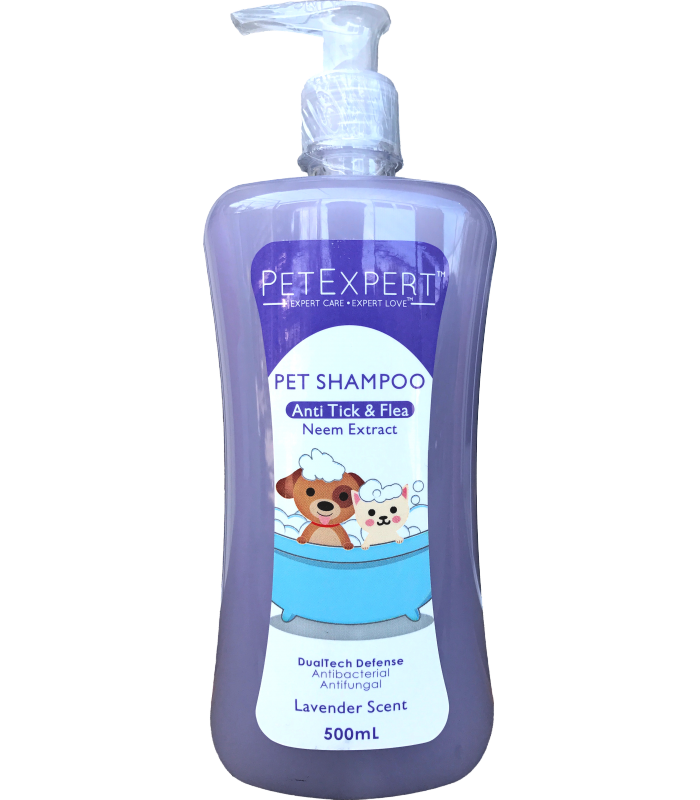 PETEXPERT™
EXPERT CARE • EXPERT LOVE™
PET SHAMPOO
Anti Tick & Flea
Neem Extract
DualTech Defense
Antibacterial
Antifungal
Lavender Scent
500mL